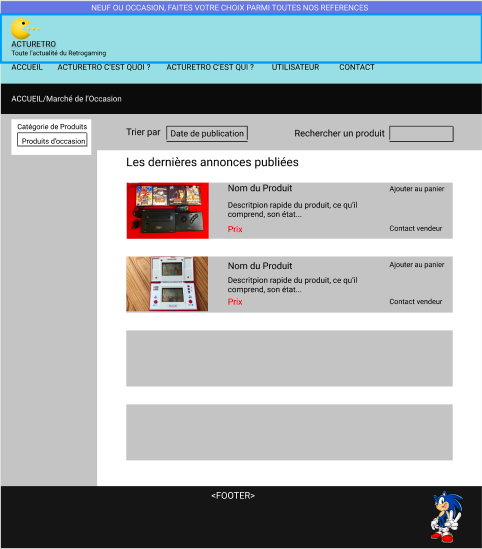 NEUF OU OCCASION, FAITES VOTRE CHOIX PARMI TOUTES NOS REFERENCES
ACTURETRO
Toute l'actualité du Retrogaming
ACCUEIL ACTURETRO C'EST QUOI ? ACTURETRO C'EST QUI ? UTILISATEUR CONTACT
ACCUEIL/Marché de l'Occasion
Catégorie de Produits
Produits d'occasion
Trier par Date de publication Rechercher un produit
Les dernières annonces publiées
Nom du Produit Ajouter au panier
Descritpion rapide du produit, ce qu'il
comprend, son état...
Prix Contact vendeur
Nom du Produit Ajouter au panier
Descritpion rapide du produit, ce qu'il
comprend, son état...
Prix Contact vendeur
<FOOTER>